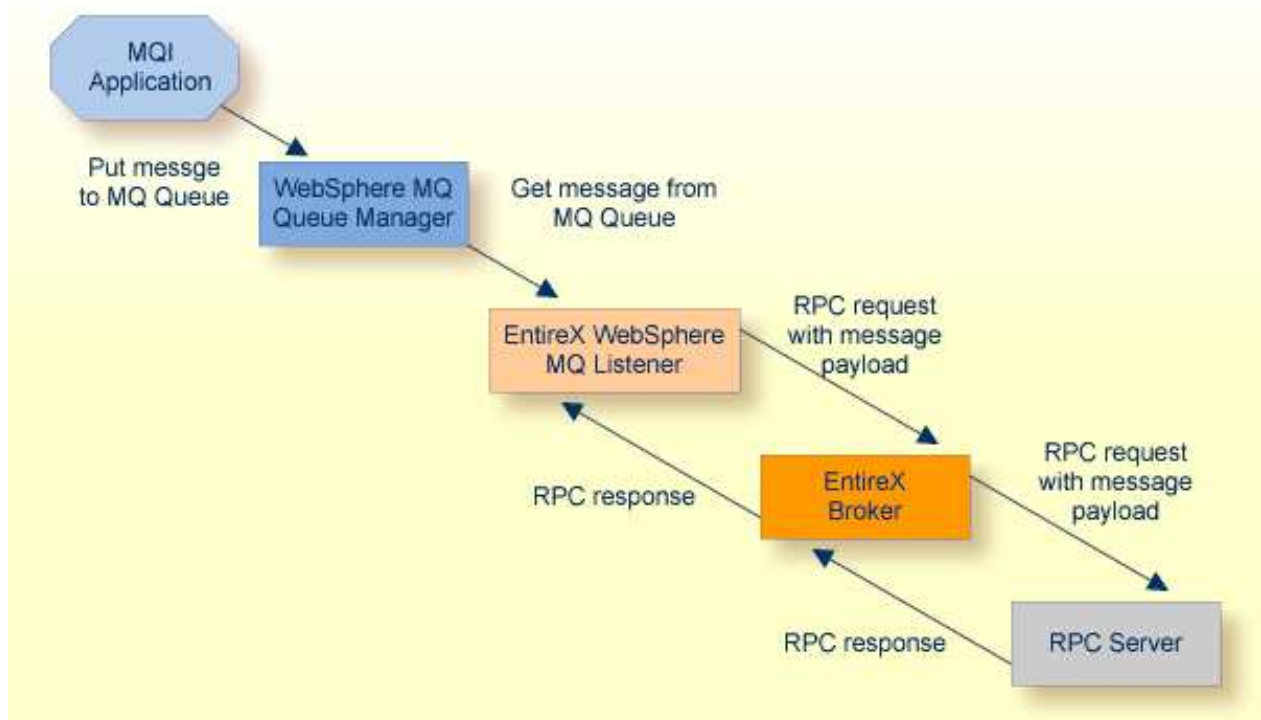 MQI
Application
Put messge
to MQ Queue
WebSphere MQ
Queue Manager
Get message from
MQ Queue
EntireX WebSphere
MQ Listener
RPC request
with message
payload
RPC response
EntireX
Broker
RPC request
with message
payload
RPC response
RPC Server